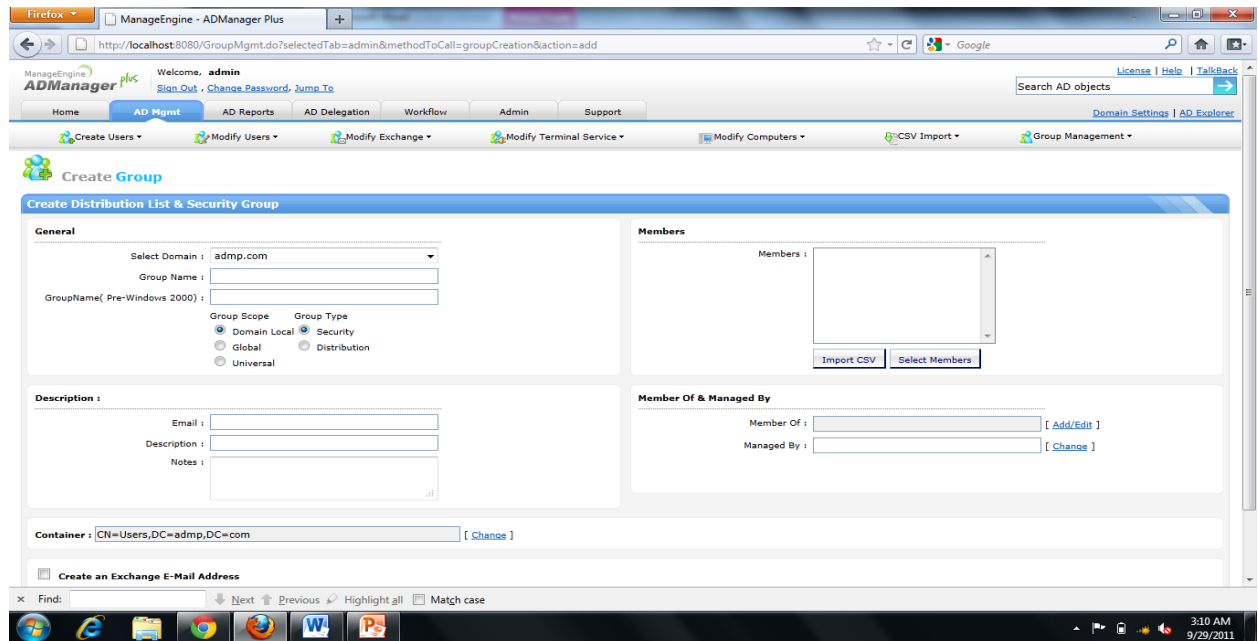 Firefox
ManageEngine - ADManager Plus
http://localhost:8080/GroupMgmt.do?selectedTab=admin&methodToCall=groupCreation&action=add
Google
ManageEngine
ADManager Plus
Welcome, admin
Sign Out , Change Password, Jump To
License | Help | TalkBack
Search AD objects
Home AD Mgmt AD Reports AD Delegation Workflow Admin Support
Domain Settings | AD Explorer
Create Users Modify Users Modify Exchange Modify Terminal Service Modify Computers CSV Import Group Management
Create Group
Create Distribution List & Security Group
General
Select Domain : admp.com
Group Name :
GroupName( Pre-Windows 2000) :
Group Scope Group Type
Domain Local Security
Global Distribution
Universal
Members
Members :
Import CSV Select Members
Description :
Email :
Description :
Notes :
Member Of & Managed By
Member Of : [ Add/Edit ]
Managed By : [ Change ]
Container : CN=Users,DC=admp,DC=com [ Change ]
Create an Exchange E-Mail Address
× Find: Next Previous Highlight all Match case
3:10 AM
9/29/2011